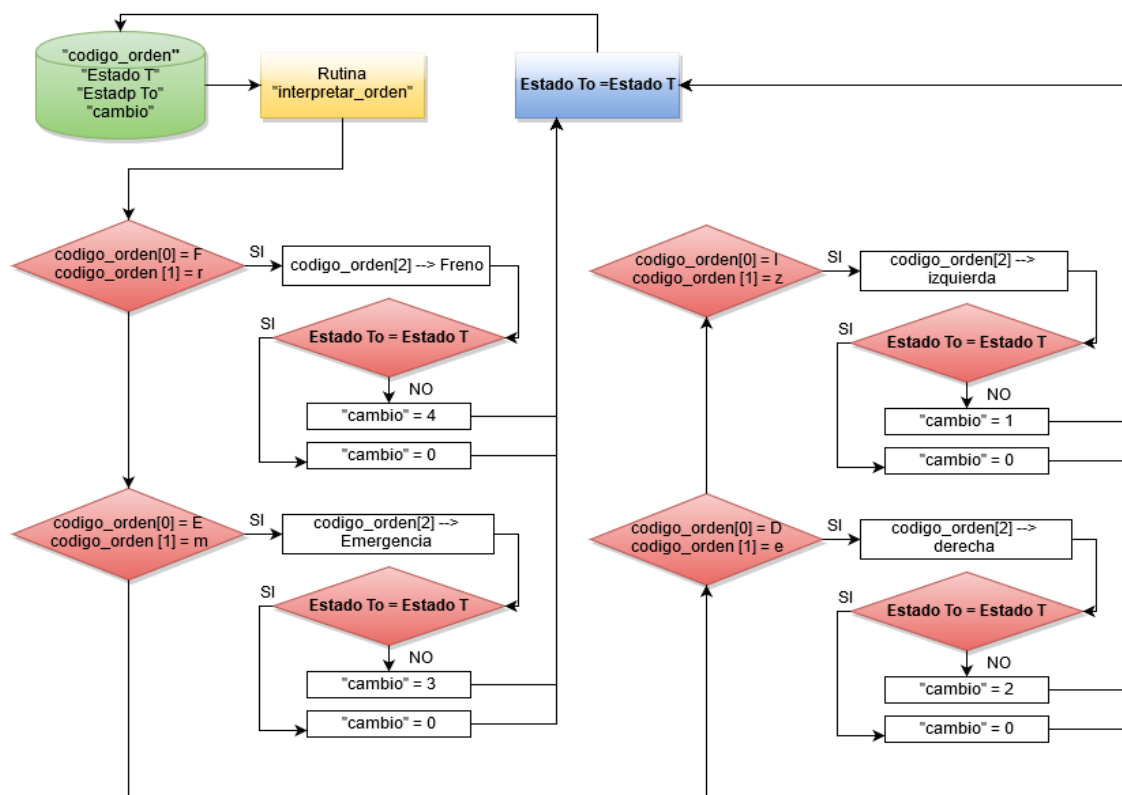 "codigo_orden"
"Estado T"
"Estadp To"
"cambio"
Rutina
"interpretar_orden"
Estado To =Estado T
codigo_orden[0] = F
codigo_orden [1] = r
SI
codigo_orden[2] --> Freno
SI
Estado To = Estado T
NO
"cambio" = 4
"cambio" = 0
codigo_orden[0] = E
codigo_orden [1] = m
SI
codigo_orden[2] -->
Emergencia
SI
Estado To = Estado T
NO
"cambio" = 3
"cambio" = 0
codigo_orden[0] = I
codigo_orden [1] = z
SI
codigo_orden[2] -->
izquierda
SI
Estado To = Estado T
NO
"cambio" = 1
"cambio" = 0
codigo_orden[0] = D
codigo_orden [1] = e
SI
codigo_orden[2] -->
derecha
SI
Estado To = Estado T
NO
"cambio" = 2
"cambio" = 0